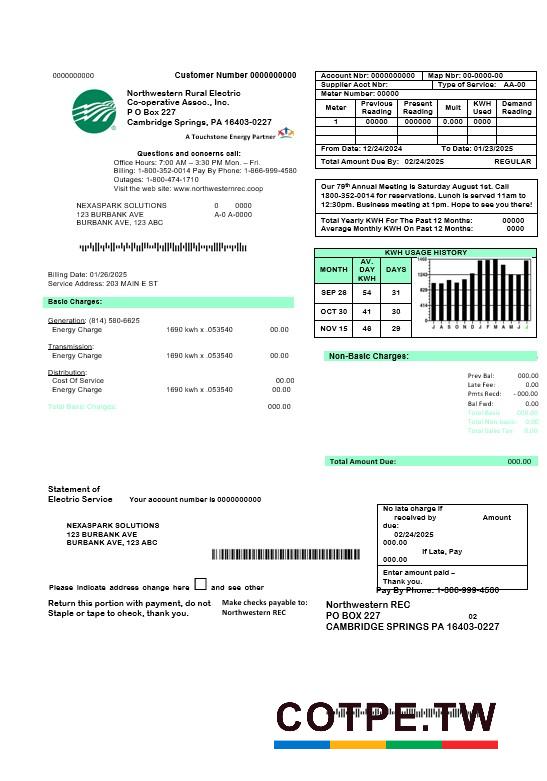 0000000000
Customer Number 0000000000
Northwestern Rural Electric
Co-operative Assoc., Inc.
P O Box 227
Cambridge Springs, PA 16403-0227
A Touchstone Energy Partner
Questions and concerns call:
Office Hours: 7:00 AM – 3:30 PM Mon. – Fri.
Billing: 1-800-352-0014 Pay By Phone: 1-866-999-4580
Outages: 1-800-474-1710
Visit the web site: www.northwesternrec.coop
NEXASPARK SOLUTIONS 0 0000
123 BURBANK AVE A-0 A-0000
BURBANK AVE, 123 ABC
Billing Date: 01/26/2025
Service Address: 203 MAIN E ST
Basic Charges:
Generation: (814) 580-6625
Energy Charge 1690 kwh x .053540 00.00
Transmission:
Energy Charge 1690 kwh x .053540 00.00
Distribution:
Cost Of Service 00.00
Energy Charge 1690 kwh x .053540 00.00
Total Basic Charges: 000.00
Account Nbr: 0000000000 Map Nbr: 00-0000-00
Supplier Acct Nbr: Type of Service: AA-00
Meter Number: 00000
Meter Previous Reading Present Reading Mult KWH Used Demand Reading
1 00000 000000 0.000 0000
From Date: 12/24/2024 To Date: 01/23/2025
Total Amount Due By: 02/24/2025 REGULAR
Our 79th Annual Meeting is Saturday August 1st. Call
1800-352-0014 for reservations. Lunch is served 11am to
12:30pm. Business meeting at 1pm. Hope to see you there!
Total Yearly KWH For The Past 12 Months: 00000
Average Monthly KWH On Past 12 Months: 0000
KWH USAGE HISTORY
MONTH AV. DAY KWH DAYS
SEP 28 54 31
OCT 30 41 30
NOV 15 46 29
J A S O N D J F M A M J J
Non-Basic Charges:
Prev Bal: 000.00
Late Fee: 0.00
Pmts Recd: - 000.00
Bal Fwd: 0.00
Total Basic 000.00
Total Non basic 0.00
Total Sales Tax 0.00
Total Amount Due: 000.00
Statement of
Electric Service Your account number is 0000000000
NEXASPARK SOLUTIONS
123 BURBANK AVE
BURBANK AVE, 123 ABC
No late charge if
received by Amount
due:
02/24/2025
000.00
If Late, Pay
000.00
Enter amount paid –
Thank you.
Pay By Phone: 1-866-999-4580
Please indicate address change here and see other
Return this portion with payment, do not
Staple or tape to check, thank you.
Make checks payable to:
Northwestern REC
Northwestern REC
PO BOX 227 02
CAMBRIDGE SPRINGS PA 16403-0227
COTPE.TW